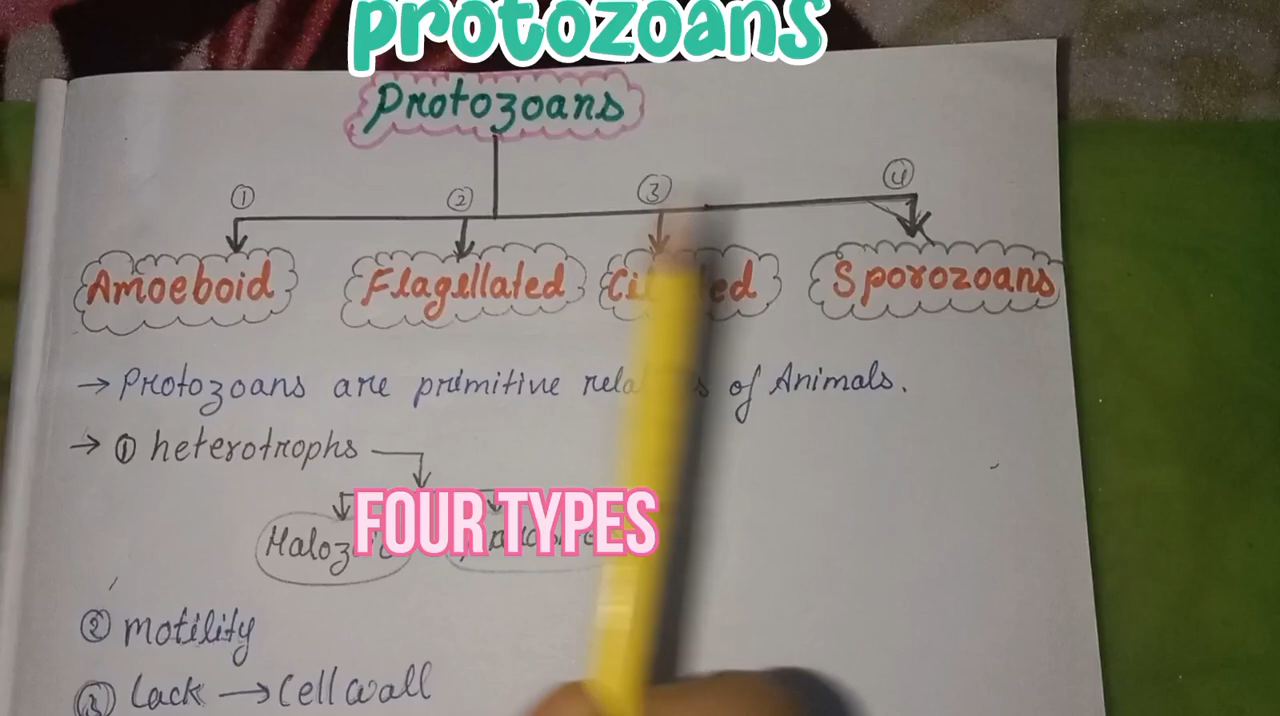 protozoans
Protozoans
① ② ③ ④
Amoeboid Flagellated Sporozoans
→ Protozoans are primitive of Animals.
→ ① heterotrophs
FOUR TYPES
② motility
③ Lack → Cell wall